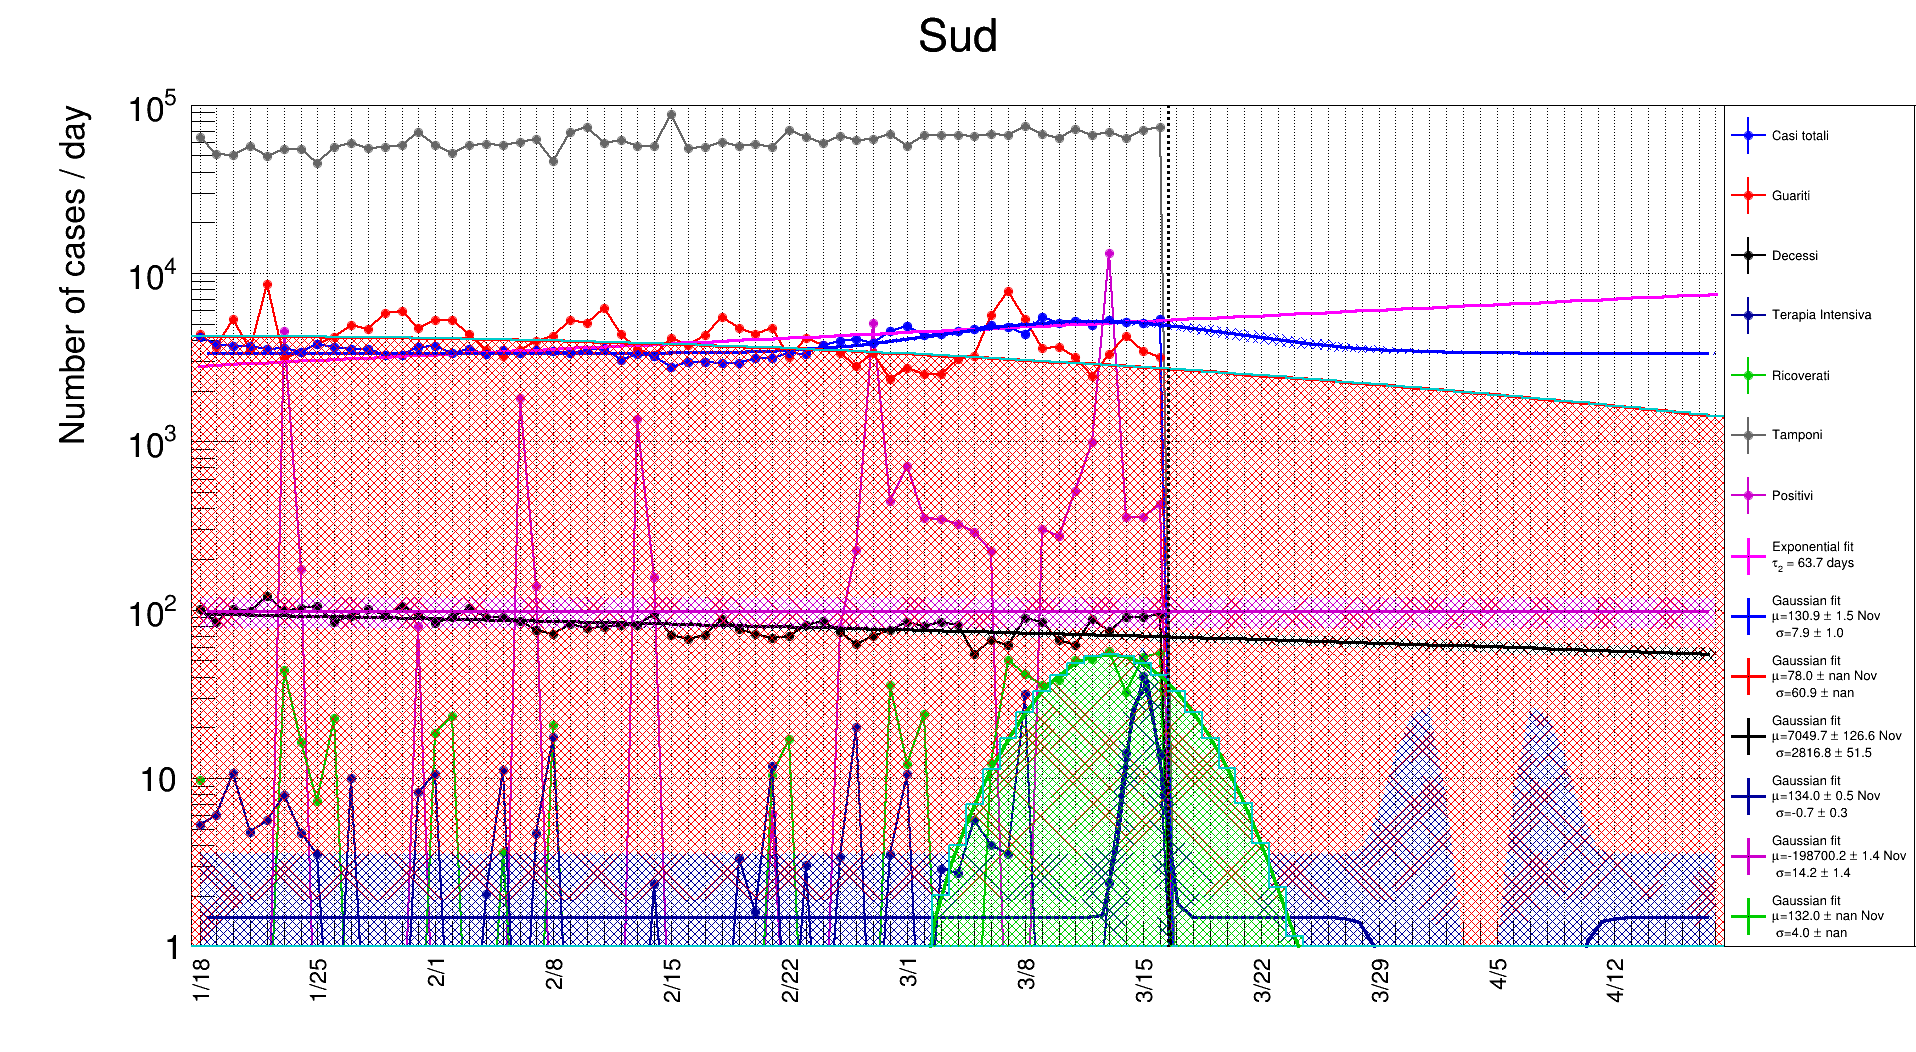 Sud
Number of cases / day
10^5
10^4
10^3
10^2
10
1
1/18
1/25
2/1
2/8
2/15
2/22
3/1
3/8
3/15
3/22
3/29
4/5
4/12
Casi totali
Guariti
Decessi
Terapia Intensiva
Ricoverati
Tamponi
Positivi
Exponential fit
τ_2 = 63.7 days
Gaussian fit
μ=130.9 ± 1.5 Nov
σ=7.9 ± 1.0
Gaussian fit
μ=78.0 ± nan Nov
σ=60.9 ± nan
Gaussian fit
μ=7049.7 ± 126.6 Nov
σ=2816.8 ± 51.5
Gaussian fit
μ=134.0 ± 0.5 Nov
σ=-0.7 ± 0.3
Gaussian fit
μ=-198700.2 ± 1.4 Nov
σ=14.2 ± 1.4
Gaussian fit
μ=132.0 ± nan Nov
σ=4.0 ± nan